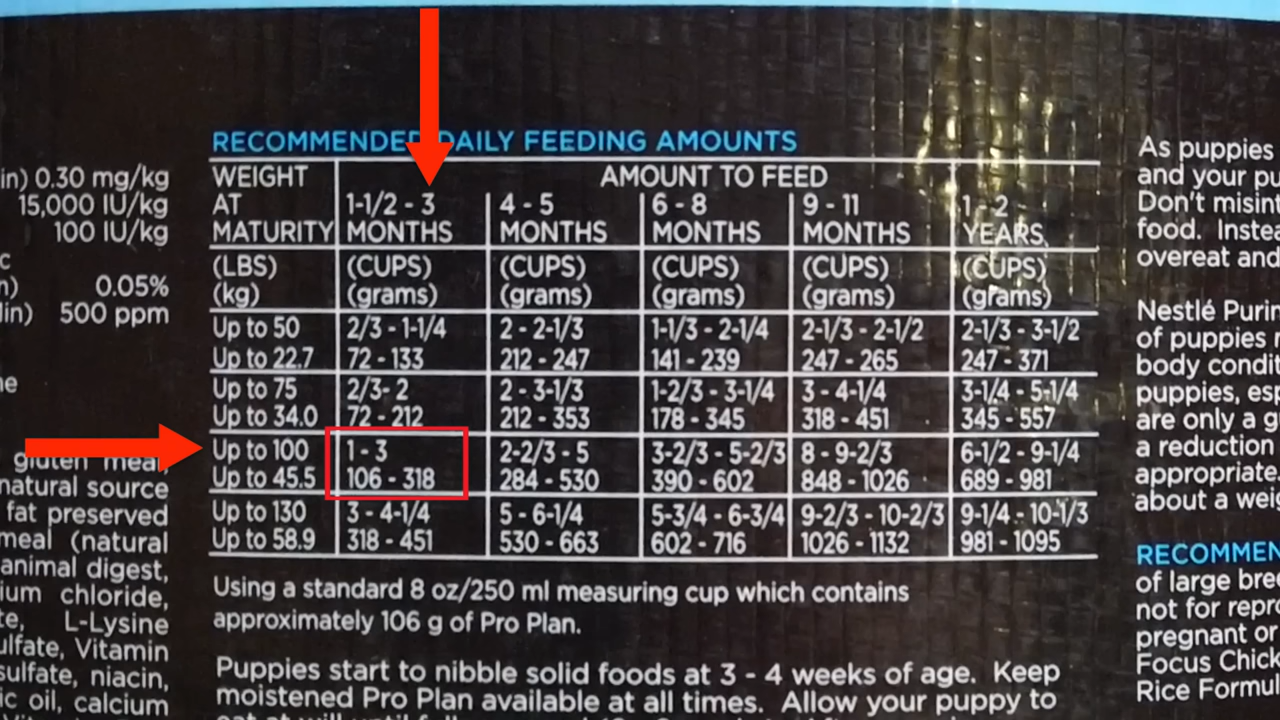 in) 0.30 mg/kg
15,000 IU/kg
100 IU/kg
0.05%
500 ppm
gluten meal,
natural source
fat preserved
meal (natural
animal digest,
ium chloride,
L-Lysine
ulfate, Vitamin
sulfate, niacin,
ic oil, calcium
RECOMMENDED DAILY FEEDING AMOUNTS
WEIGHT AMOUNT TO FEED
AT 1-1/2 - 3 4 - 5 6 - 8 9 - 11 1 - 2
MATURITY MONTHS MONTHS MONTHS MONTHS YEARS
(LBS) (CUPS) (CUPS) (CUPS) (CUPS) (CUPS)
(kg) (grams) (grams) (grams) (grams) (grams)
Up to 50 2/3 - 1-1/4 2 - 2-1/3 1-1/3 - 2-1/4 2-1/3 - 2-1/2 2-1/3 - 3-1/2
Up to 22.7 72 - 133 212 - 247 141 - 239 247 - 265 247 - 371
Up to 75 2/3- 2 2 - 3-1/3 1-2/3 - 3-1/4 3 - 4-1/4 3-1/4 - 5-1/4
Up to 34.0 72 - 212 212 - 353 178 - 345 318 - 451 345 - 557
Up to 100 1 - 3 2-2/3 - 5 3-2/3 - 5-2/3 8 - 9-2/3 6-1/2 - 9-1/4
Up to 45.5 106 - 318 284 - 530 390 - 602 848 - 1026 689 - 981
Up to 130 3 - 4-1/4 5 - 6-1/4 5-3/4 - 6-3/4 9-2/3 - 10-2/3 9-1/4 - 10-1/3
Up to 58.9 318 - 451 530 - 663 602 - 716 1026 - 1132 981 - 1095
Using a standard 8 oz/250 ml measuring cup which contains
approximately 106 g of Pro Plan.
Puppies start to nibble solid foods at 3 - 4 weeks of age. Keep
moistened Pro Plan available at all times. Allow your puppy to
As puppies
and your pu
Don't misint
food. Instea
overeat and
Nestlé Purin
of puppies
body condit
puppies, esp
are only a g
a reduction
appropriate
about a weig
RECOMMEN
of large bree
not for repro
pregnant or
Focus Chick
Rice Formul